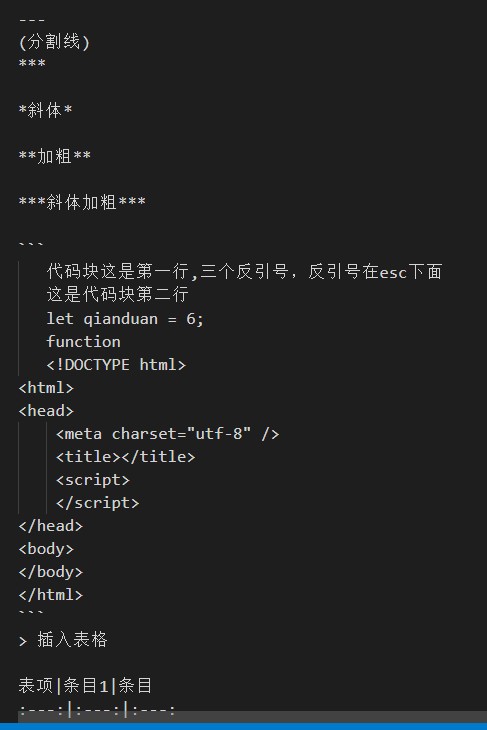 ---
(分割线)
***
*斜体*
**加粗**
***斜体加粗***
```
代码块这是第一行,三个反引号，反引号在esc下面
这是代码块第二行
let qianduan = 6;
function
<!DOCTYPE html>
<html>
<head>
<meta charset="utf-8" />
<title></title>
<script>
</script>
</head>
<body>
</body>
</html>
```
> 插入表格
表项|条目1|条目
:---:|:---:|:---: